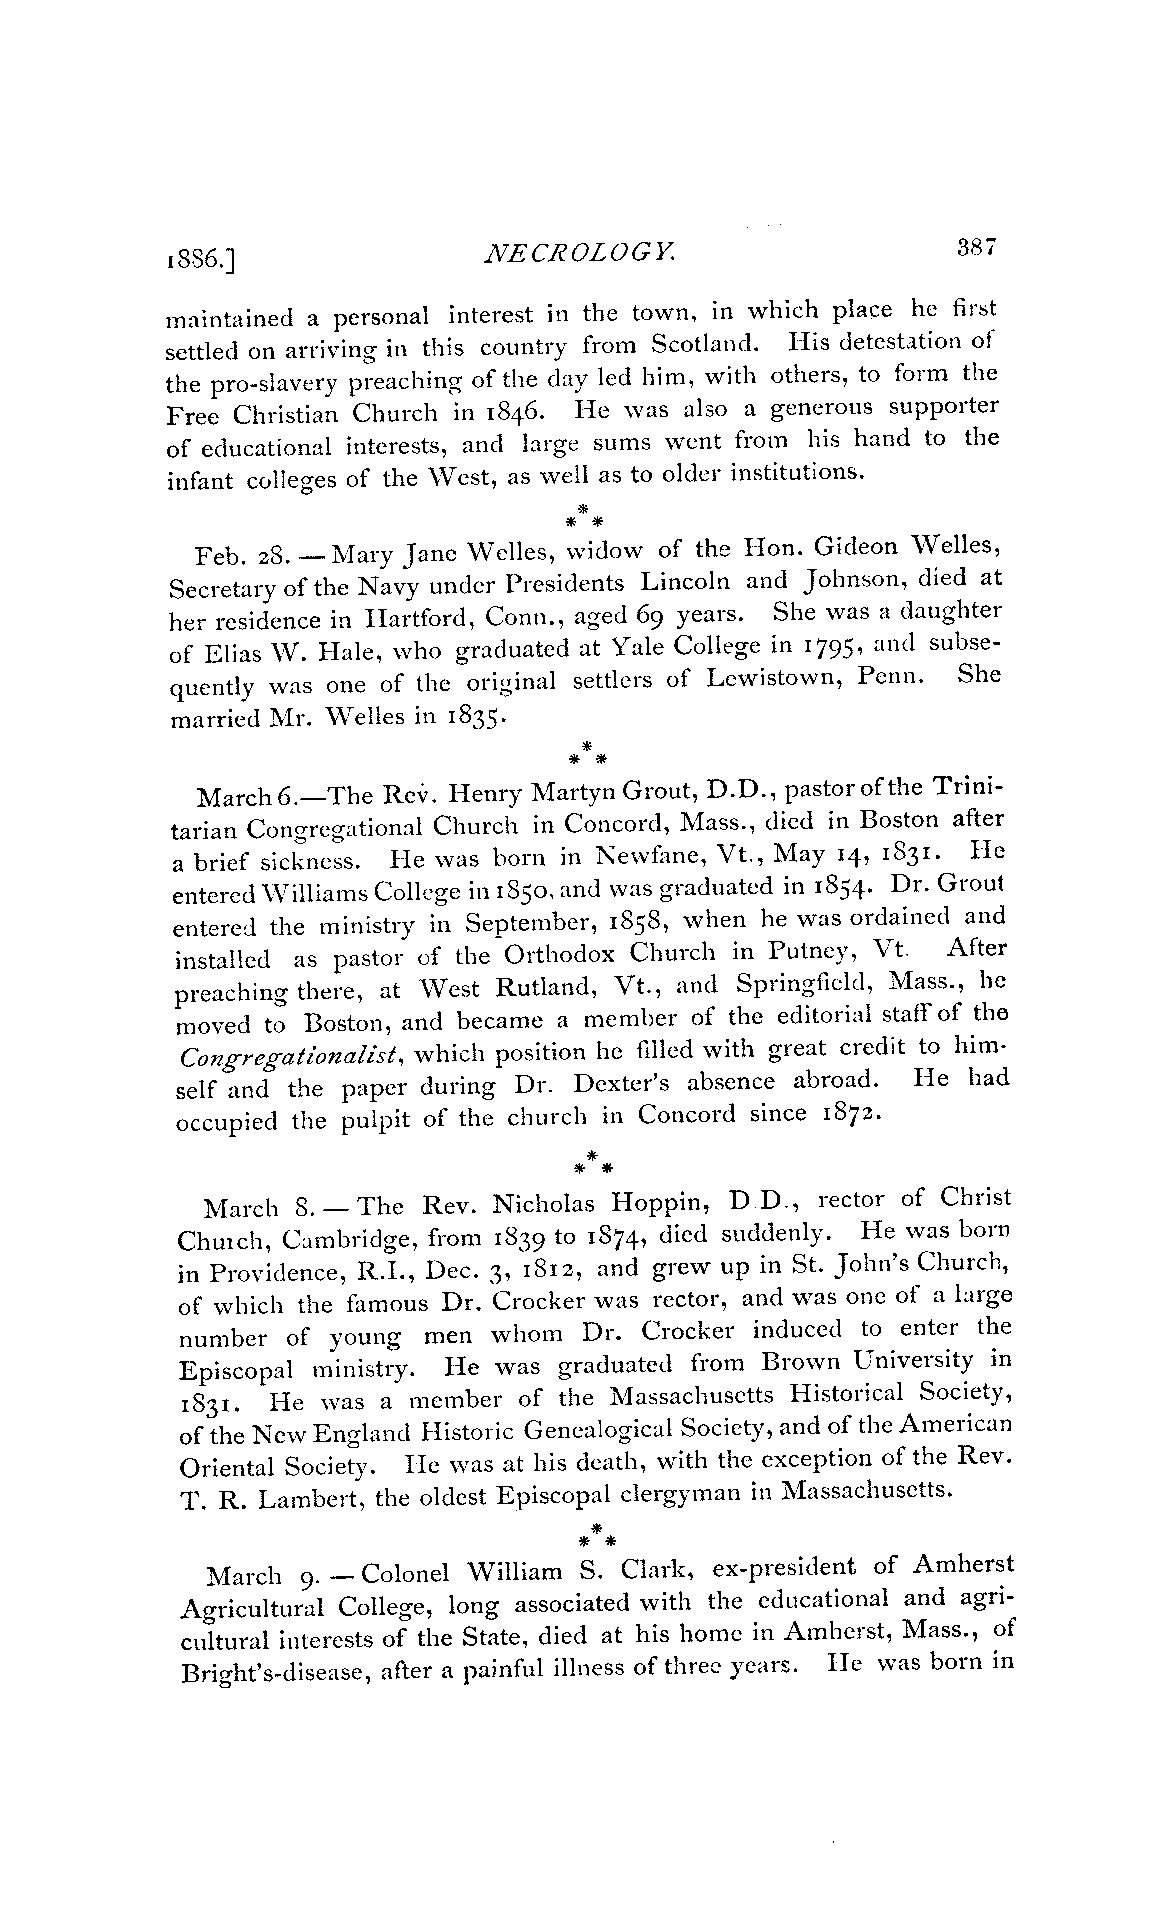 1886.] NECROLOGY. 387
maintained a personal interest in the town, in which place he first
settled on arriving in this country from Scotland. His detestation of
the pro-slavery preaching of the day led him, with others, to form the
Free Christian Church in 1846. He was also a generous supporter
of educational interests, and large sums went from his hand to the
infant colleges of the West, as well as to older institutions.
* * *
Feb. 28. — Mary Jane Welles, widow of the Hon. Gideon Welles,
Secretary of the Navy under Presidents Lincoln and Johnson, died at
her residence in Hartford, Conn., aged 69 years. She was a daughter
of Elias W. Hale, who graduated at Yale College in 1795, and subse-
quently was one of the original settlers of Lewistown, Penn. She
married Mr. Welles in 1835.
* * *
March 6.—The Rev. Henry Martyn Grout, D.D., pastor of the Trini-
tarian Congregational Church in Concord, Mass., died in Boston after
a brief sickness. He was born in Newfane, Vt., May 14, 1831. He
entered Williams College in 1850, and was graduated in 1854. Dr. Grout
entered the ministry in September, 1858, when he was ordained and
installed as pastor of the Orthodox Church in Putney, Vt. After
preaching there, at West Rutland, Vt., and Springfield, Mass., he
moved to Boston, and became a member of the editorial staff of the
Congregationalist, which position he filled with great credit to him-
self and the paper during Dr. Dexter's absence abroad. He had
occupied the pulpit of the church in Concord since 1872.
* * *
March 8. — The Rev. Nicholas Hoppin, D D., rector of Christ
Church, Cambridge, from 1839 to 1874, died suddenly. He was born
in Providence, R.I., Dec. 3, 1812, and grew up in St. John's Church,
of which the famous Dr. Crocker was rector, and was one of a large
number of young men whom Dr. Crocker induced to enter the
Episcopal ministry. He was graduated from Brown University in
1831. He was a member of the Massachusetts Historical Society,
of the New England Historic Genealogical Society, and of the American
Oriental Society. He was at his death, with the exception of the Rev.
T. R. Lambert, the oldest Episcopal clergyman in Massachusetts.
* * *
March 9. — Colonel William S. Clark, ex-president of Amherst
Agricultural College, long associated with the educational and agri-
cultural interests of the State, died at his home in Amherst, Mass., of
Bright's-disease, after a painful illness of three years. He was born in